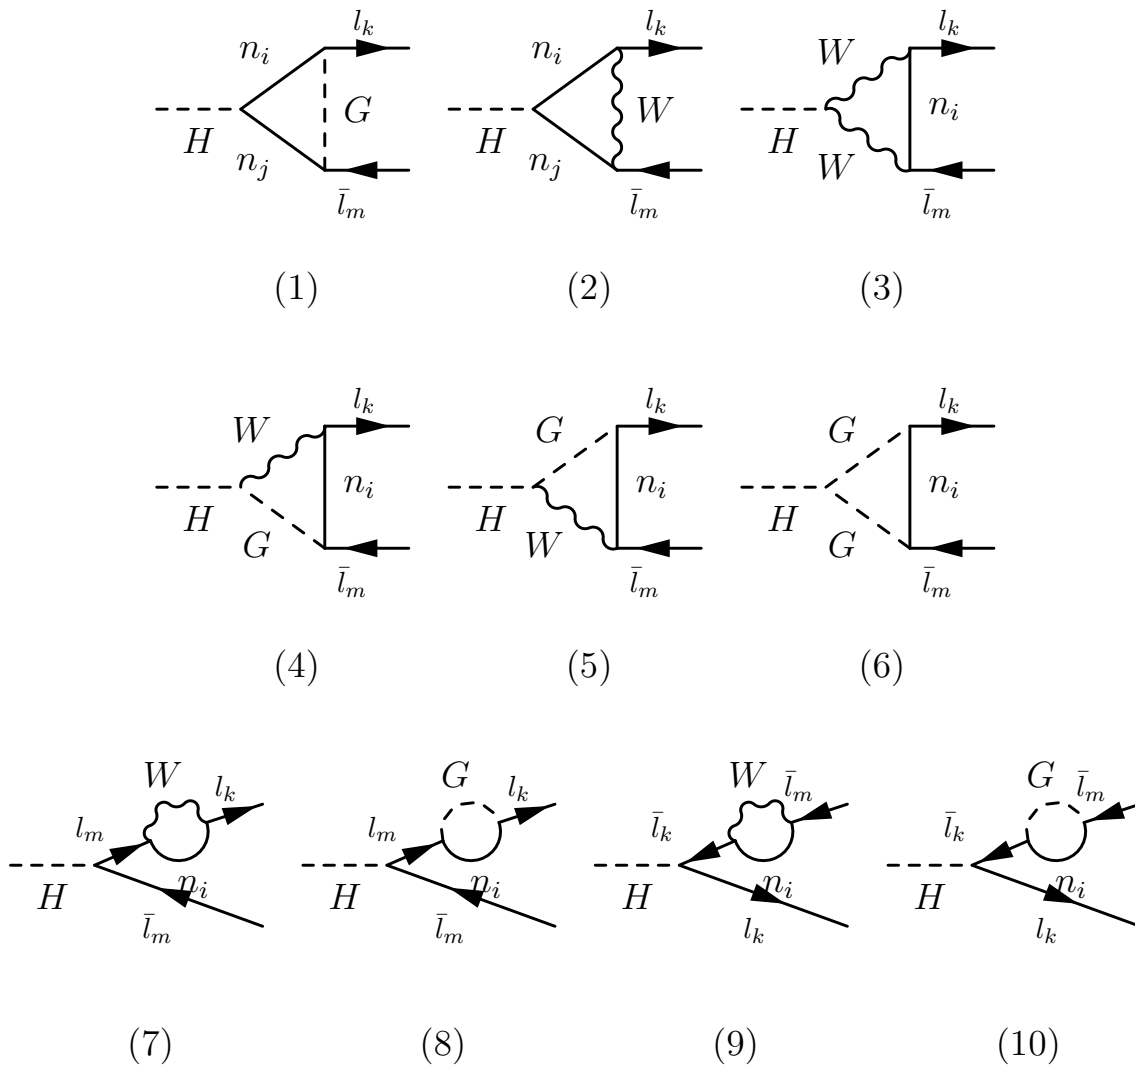 l_k l_k l_k
n_i n_i W
G W n_i
H H H
n_j n_j W
\bar{l}_m \bar{l}_m \bar{l}_m
(1) (2) (3)
l_k l_k l_k
W G G
n_i n_i n_i
H H H
G W G
\bar{l}_m \bar{l}_m \bar{l}_m
(4) (5) (6)
W G W G
l_k l_k \bar{l}_m \bar{l}_m
l_m l_m \bar{l}_k \bar{l}_k
H n_i H n_i H n_i H n_i
\bar{l}_m \bar{l}_m l_k l_k
(7) (8) (9) (10)